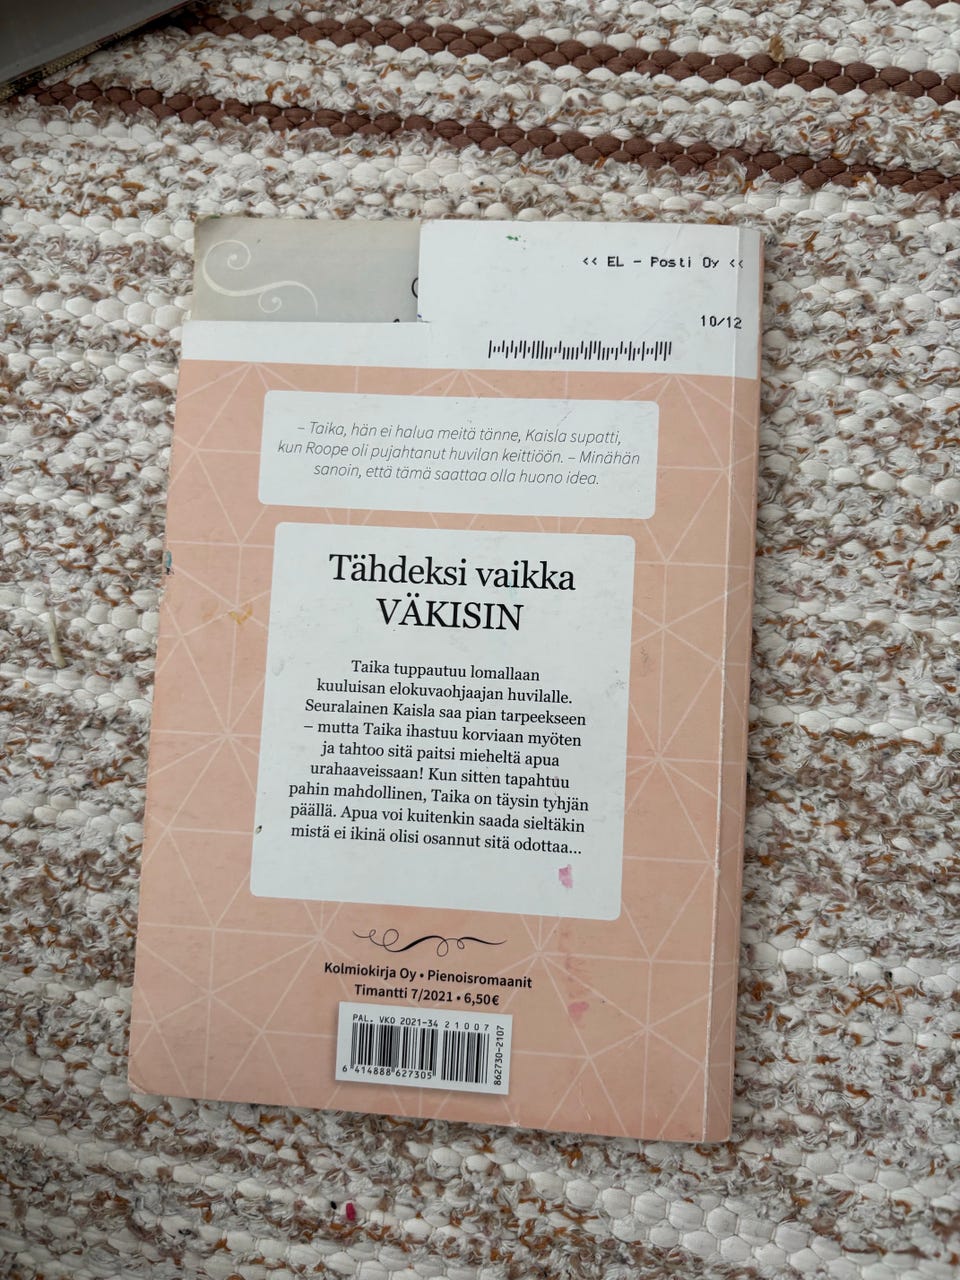 << EL - Posti Oy <<
10/12
– Taika, hän ei halua meitä tänne, Kaisla supatti,
kun Roope oli pujahtanut huvilan keittiöön. – Minähän
sanoin, että tämä saattaa olla huono idea.
Tähdeksi vaikka
VÄKISIN
Taika tuppautuu lomallaan
kuuluisan elokuvaohjaajan huvilalle.
Seuralainen Kaisla saa pian tarpeekseen
– mutta Taika ihastuu korviaan myöten
ja tahtoo sitä paitsi mieheltä apua
urahaaveissaan! Kun sitten tapahtuu
pahin mahdollinen, Taika on täysin tyhjän
päällä. Apua voi kuitenkin saada sieltäkin
mistä ei ikinä olisi osannut sitä odottaa...
Kolmiokirja Oy • Pienoisromaanit
Timantti 7/2021 • 6,50€
PAL. VKO 2021-34 21007
6 414888 627305
862730-2107